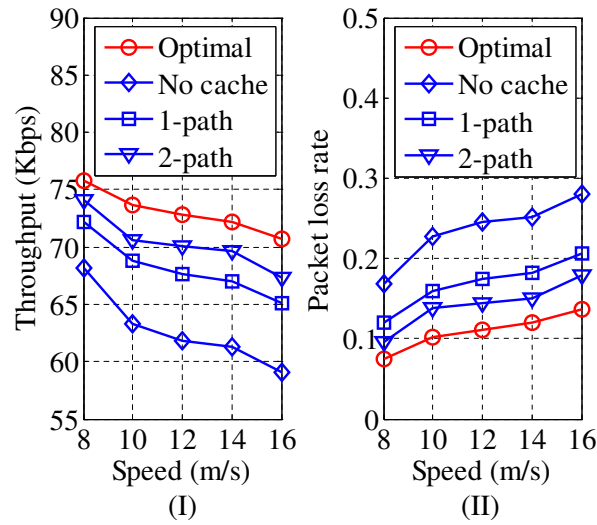 90
85
80
75
70
65
60
55
Throughput (Kbps)
Optimal
No cache
1-path
2-path
8 10 12 14 16
Speed (m/s)
(I)
0.5
0.4
0.3
0.2
0.1
0
Packet loss rate
Optimal
No cache
1-path
2-path
8 10 12 14 16
Speed (m/s)
(II)